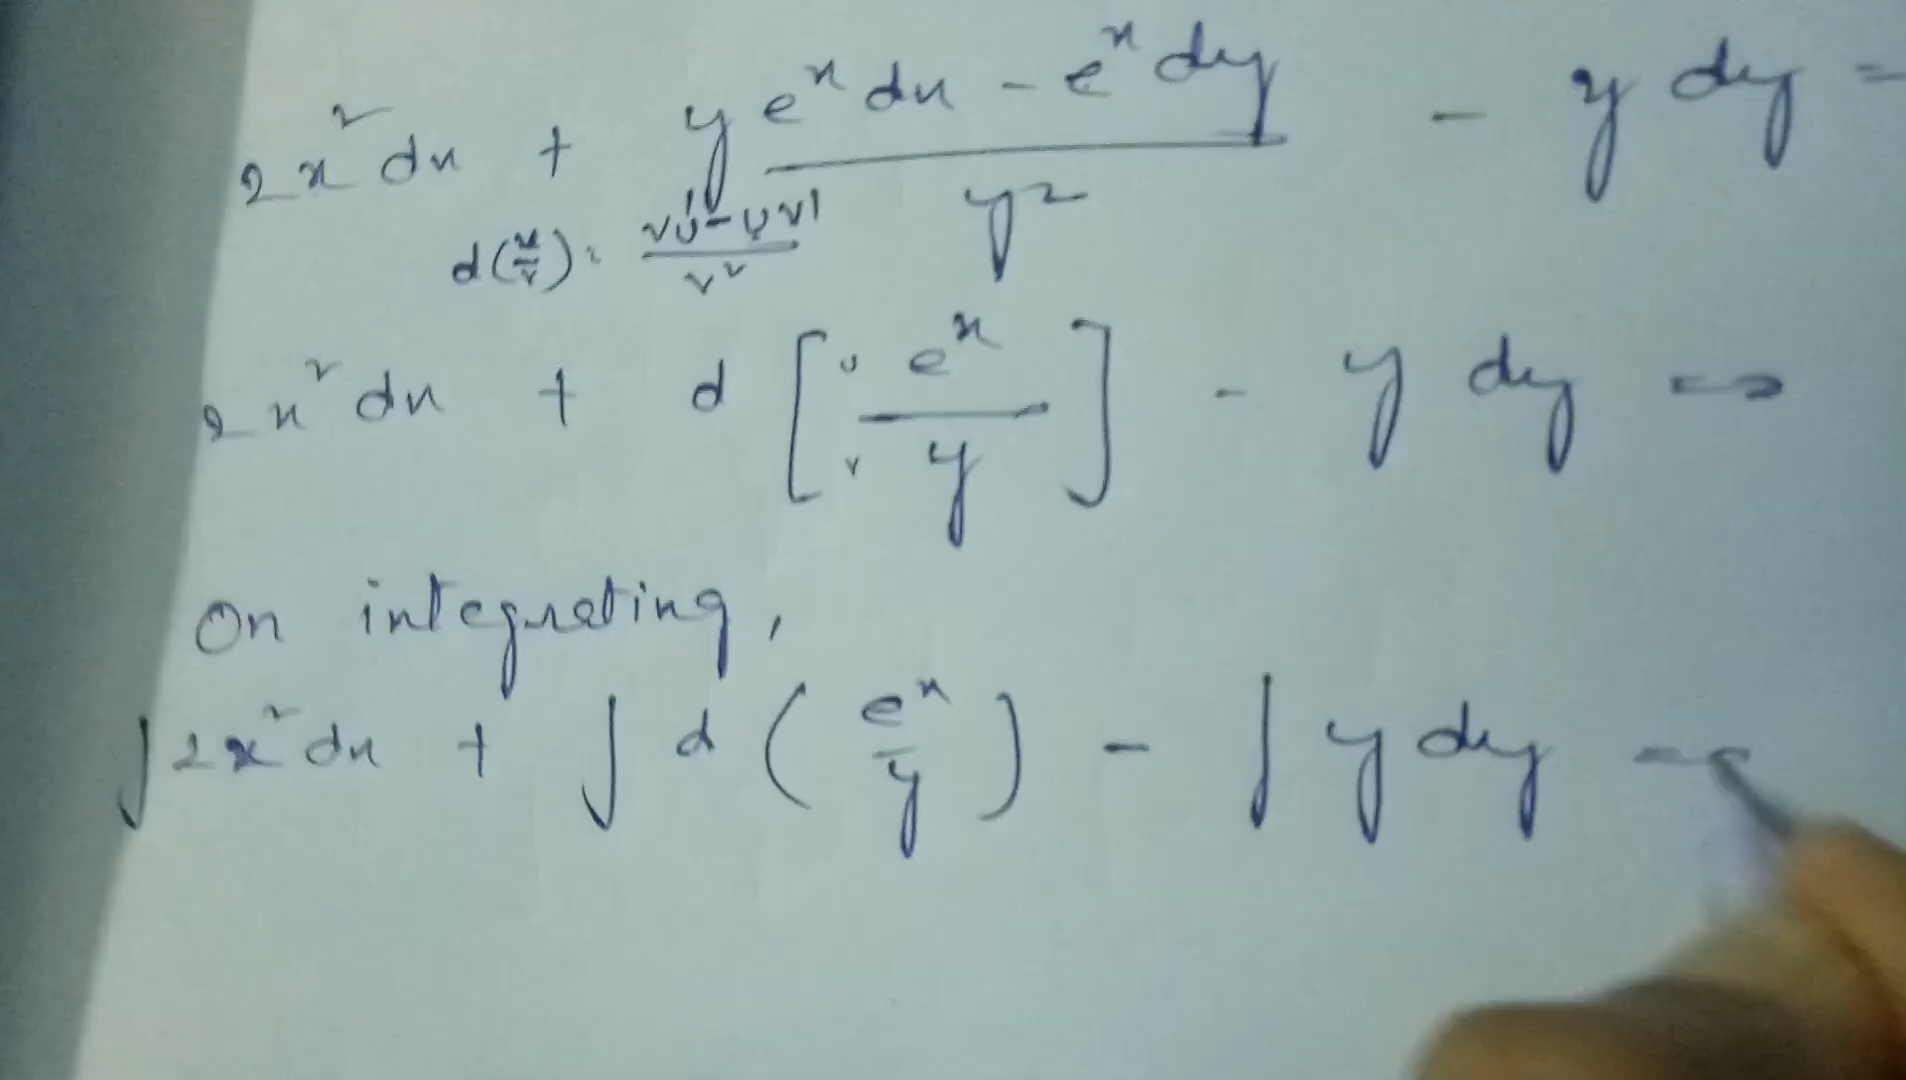 2x² dx + (y eˣ dx − eˣ dy)/y² − y dy =
d(u/v) = (vu' − uv')/v²
2x² dx + d [u eˣ / v y] − y dy =
On integrating,
∫ 2x² dx + ∫ d (eˣ/y) − ∫ y dy =